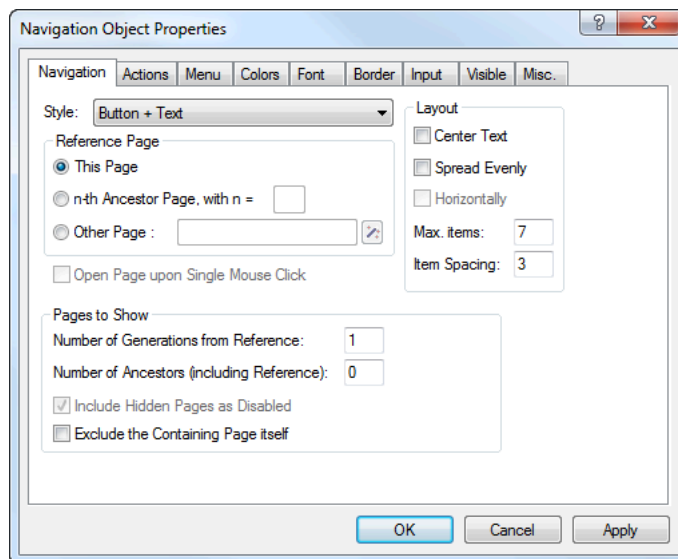 Navigation Object Properties
Navigation Actions Menu Colors Font Border Input Visible Misc.
Style: Button + Text
Reference Page
This Page
n-th Ancestor Page, with n =
Other Page :
Open Page upon Single Mouse Click
Layout
Center Text
Spread Evenly
Horizontally
Max. items: 7
Item Spacing: 3
Pages to Show
Number of Generations from Reference: 1
Number of Ancestors (including Reference): 0
Include Hidden Pages as Disabled
Exclude the Containing Page itself
OK Cancel Apply